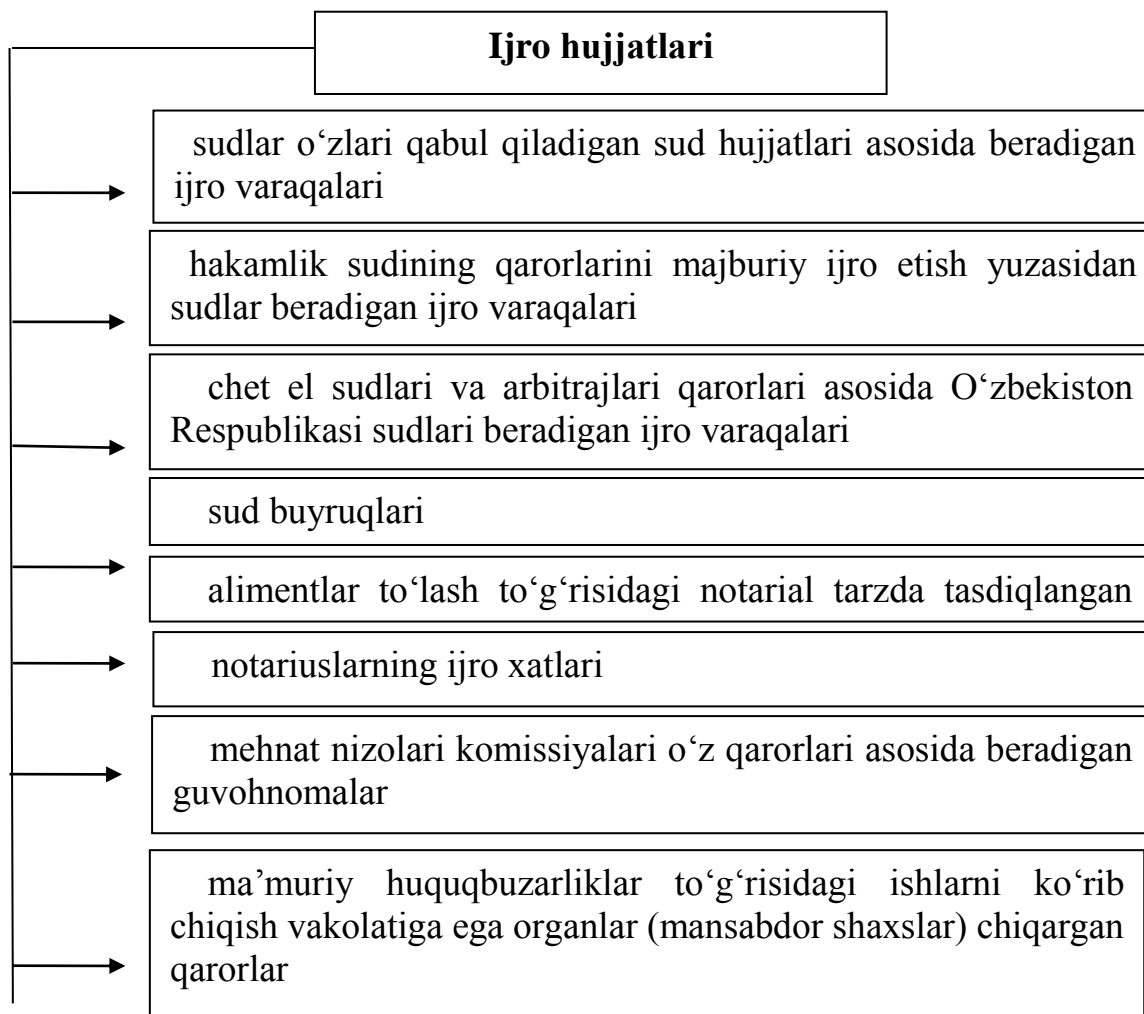 Ijro hujjatlari
sudlar o‘zlari qabul qiladigan sud hujjatlari asosida beradigan
ijro varaqalari
hakamlik sudining qarorlarini majburiy ijro etish yuzasidan
sudlar beradigan ijro varaqalari
chet el sudlari va arbitrajlari qarorlari asosida O‘zbekiston
Respublikasi sudlari beradigan ijro varaqalari
sud buyruqlari
alimentlar to‘lash to‘g‘risidagi notarial tarzda tasdiqlangan
notariuslarning ijro xatlari
mehnat nizolari komissiyalari o‘z qarorlari asosida beradigan
guvohnomalar
ma’muriy huquqbuzarliklar to‘g‘risidagi ishlarni ko‘rib
chiqish vakolatiga ega organlar (mansabdor shaxslar) chiqargan
qarorlar